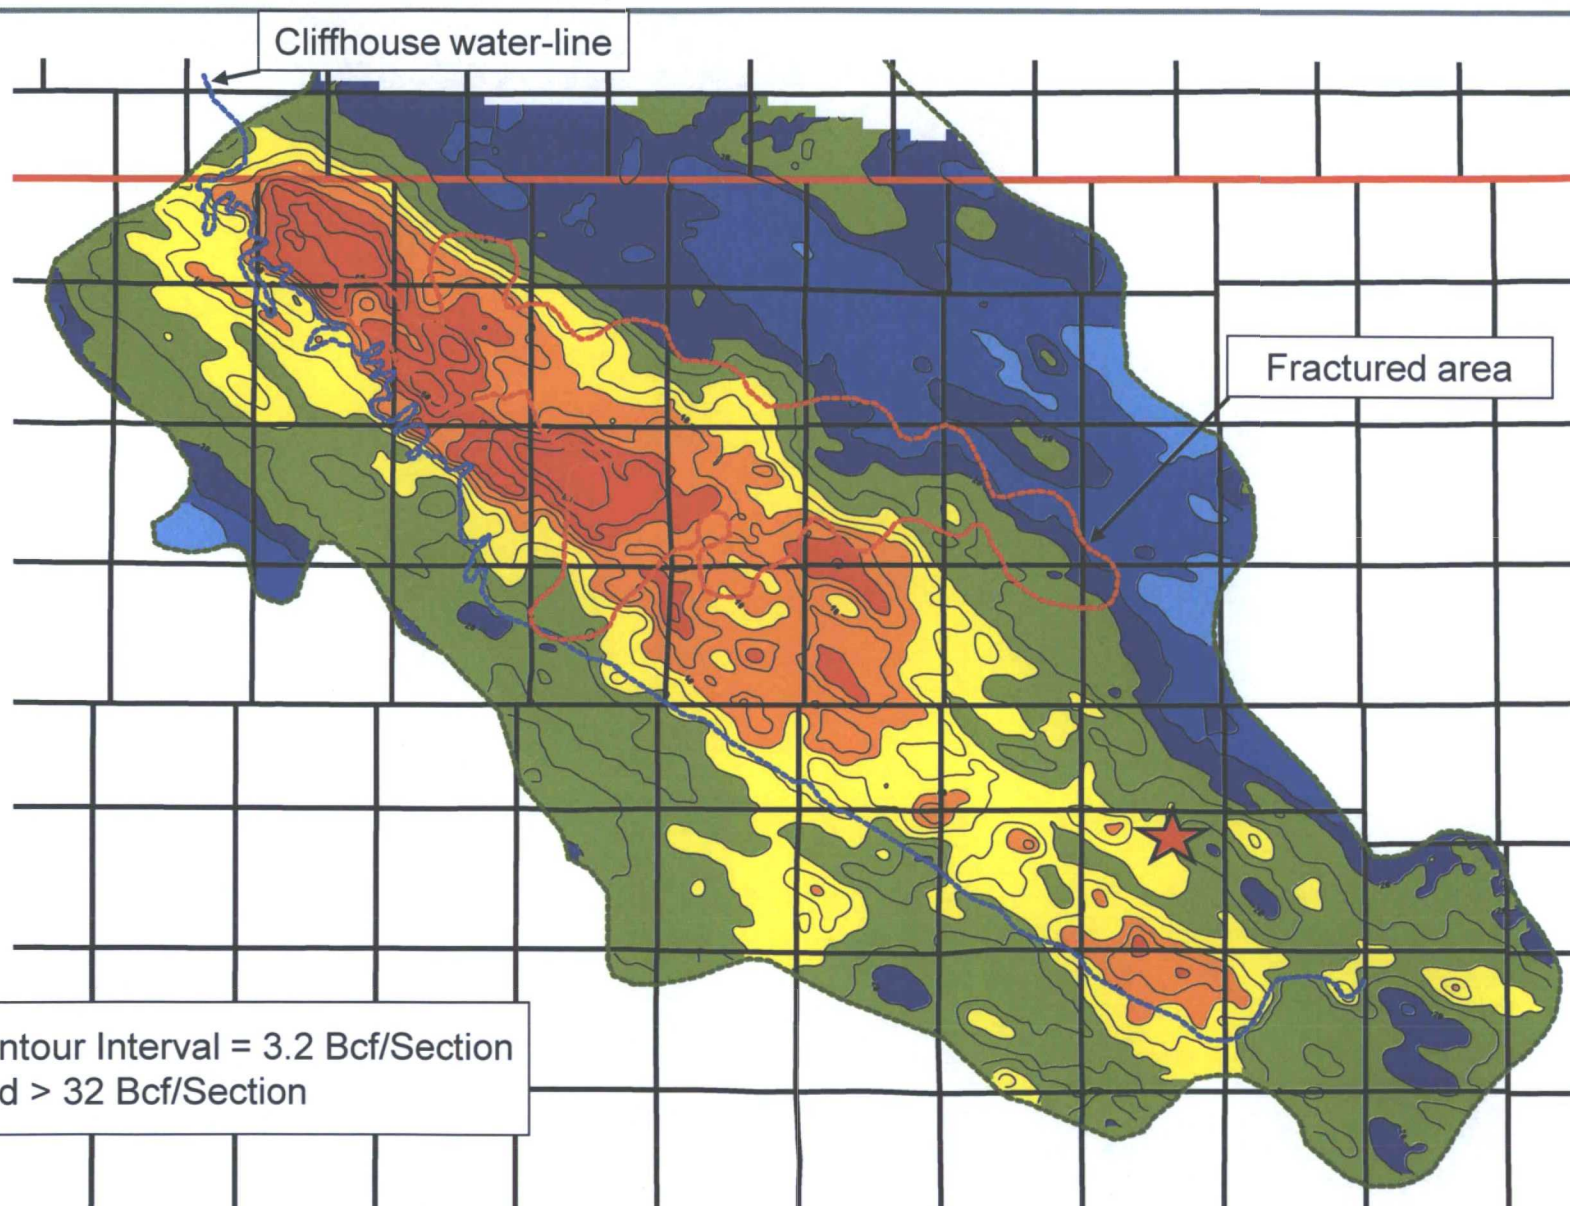 Cliffhouse water-line
Fractured area
ntour Interval = 3.2 Bcf/Section
d > 32 Bcf/Section